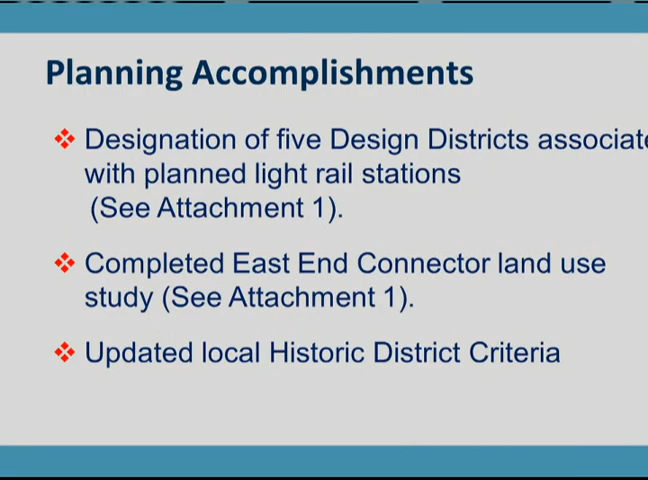 Planning Accomplishments
Designation of five Design Districts associate
with planned light rail stations
(See Attachment 1).
Completed East End Connector land use
study (See Attachment 1).
Updated local Historic District Criteria